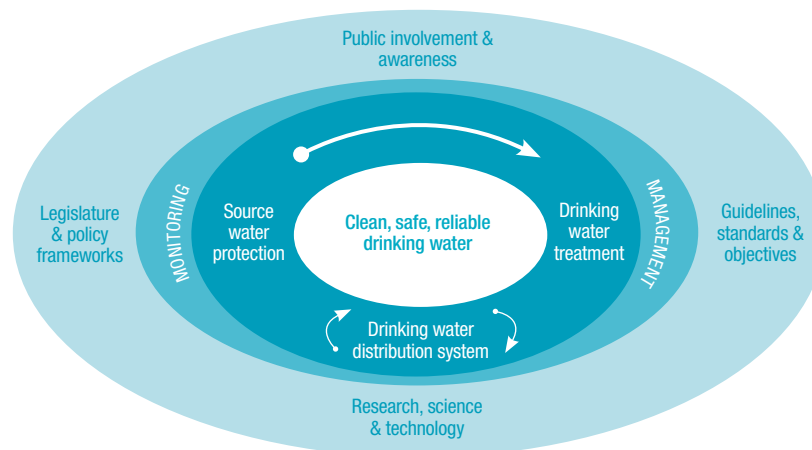 Public involvement &
awareness
Legislature
& policy
frameworks
MONITORING
Source
water
protection
Clean, safe, reliable
drinking water
Drinking
water
treatment
MANAGEMENT
Guidelines,
standards &
objectives
Drinking water
distribution system
Research, science
& technology